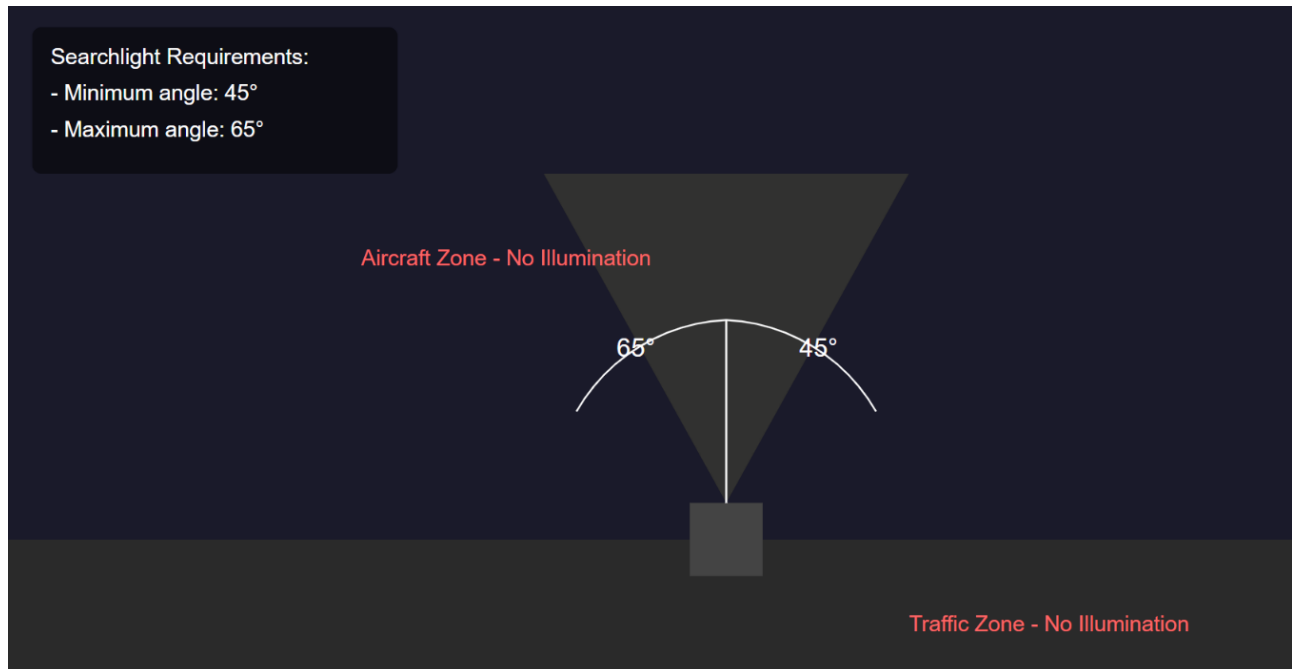 Searchlight Requirements:
- Minimum angle: 45°
- Maximum angle: 65°
Aircraft Zone - No Illumination
65°
45°
Traffic Zone - No Illumination